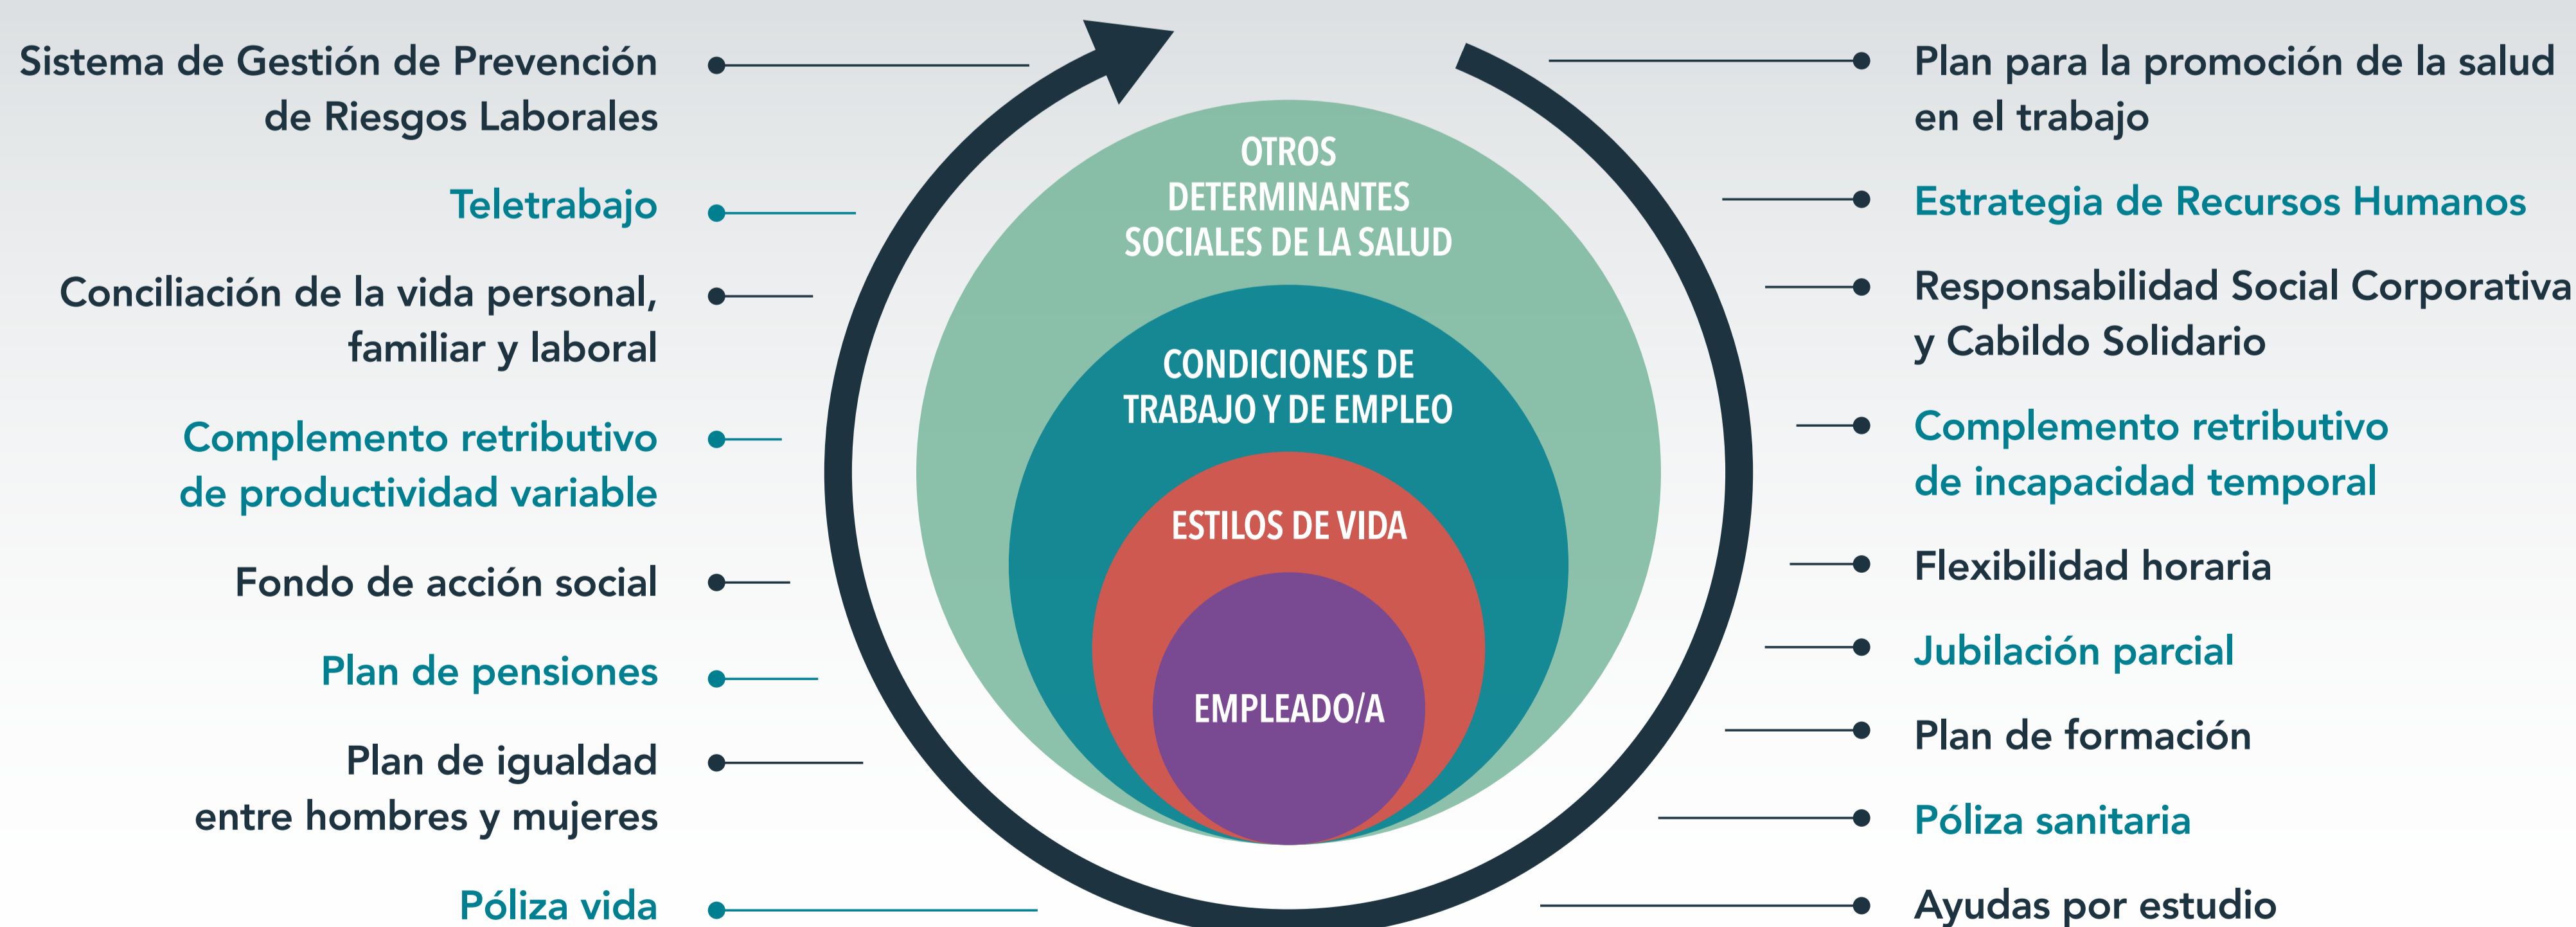 Sistema de Gestión de Prevención
de Riesgos Laborales
Teletrabajo
Conciliación de la vida personal,
familiar y laboral
Complemento retributivo
de productividad variable
Fondo de acción social
Plan de pensiones
Plan de igualdad
entre hombres y mujeres
Póliza vida
OTROS
DETERMINANTES
SOCIALES DE LA SALUD
CONDICIONES DE
TRABAJO Y DE EMPLEO
ESTILOS DE VIDA
EMPLEADO/A
Plan para la promoción de la salud
en el trabajo
Estrategia de Recursos Humanos
Responsabilidad Social Corporativa
y Cabildo Solidario
Complemento retributivo
de incapacidad temporal
Flexibilidad horaria
Jubilación parcial
Plan de formación
Póliza sanitaria
Ayudas por estudio